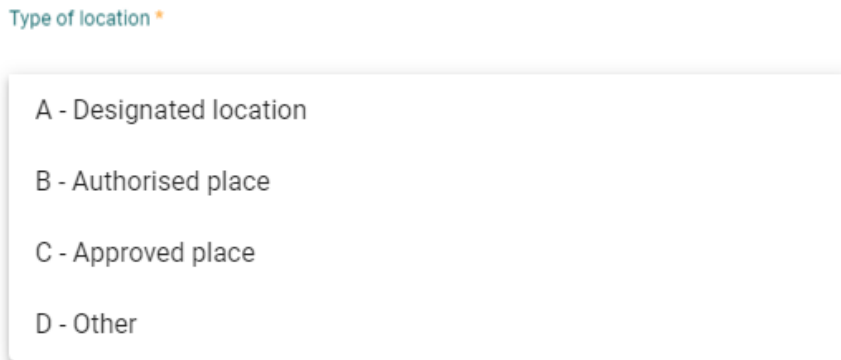 Type of location *
A - Designated location
B - Authorised place
C - Approved place
D - Other